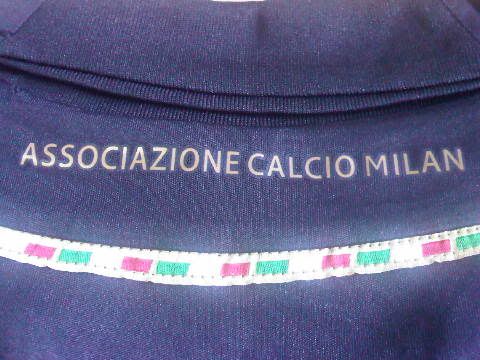 ASSOCIAZIONE CALCIO MILAN